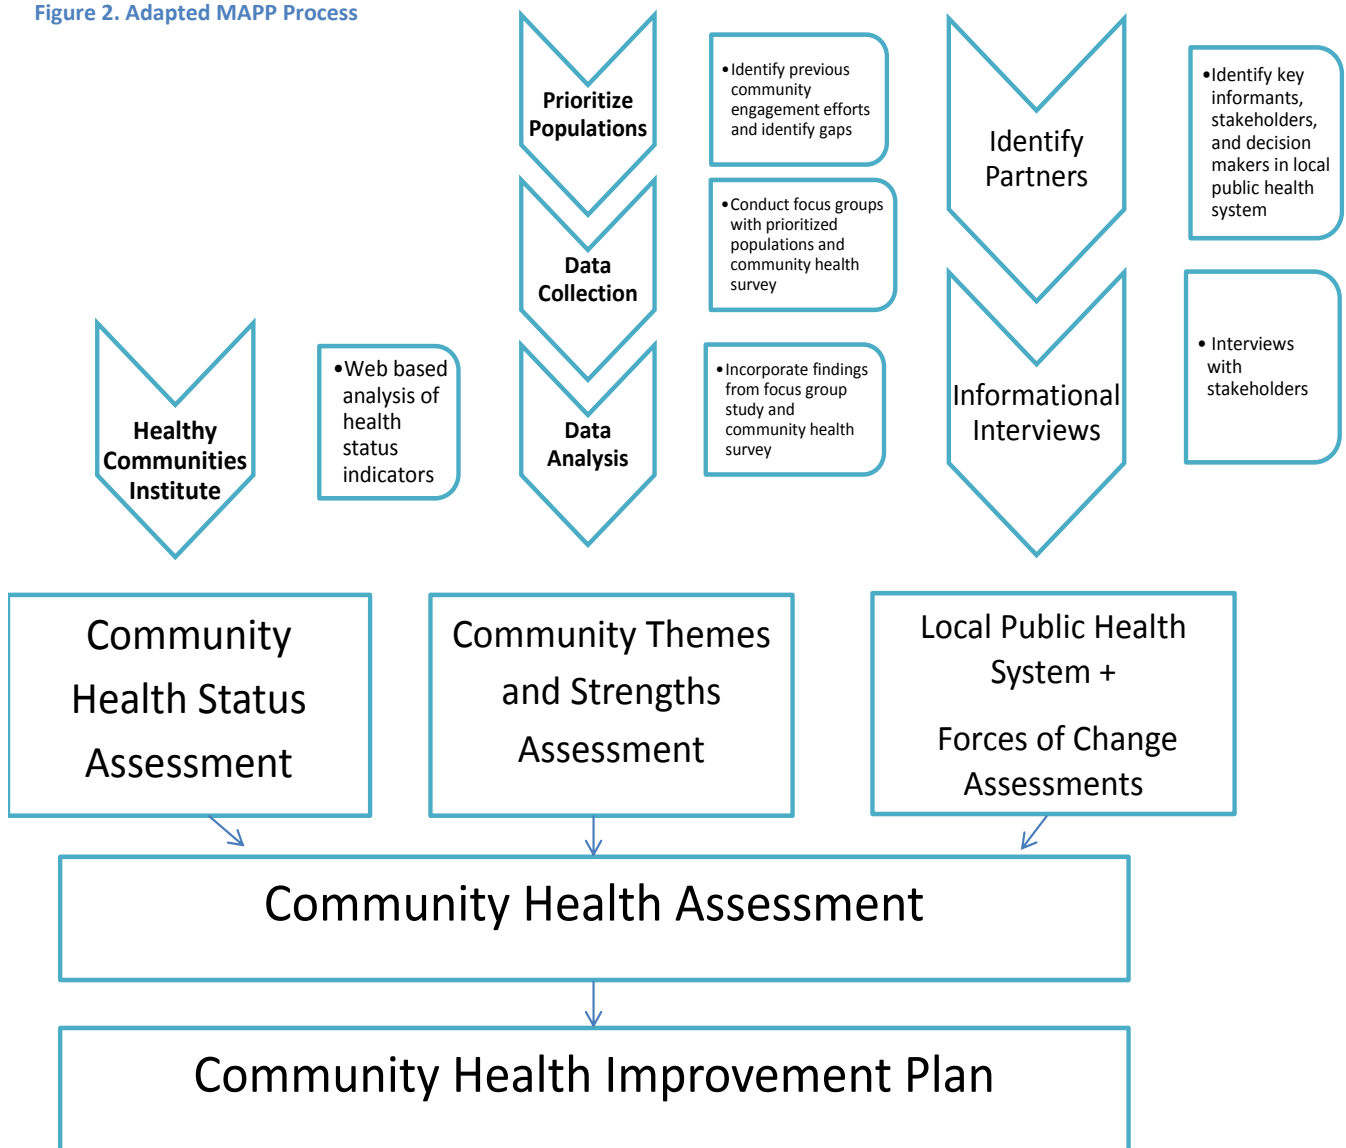 Figure 2. Adapted MAPP Process
Healthy
Communities
Institute
•Web based
analysis of
health
status
indicators
Prioritize
Populations
•Identify previous
community
engagement efforts
and identify gaps
Data
Collection
•Conduct focus groups
with prioritized
populations and
community health
survey
Data
Analysis
•Incorporate findings
from focus group
study and
community health
survey
Identify
Partners
•Identify key
informants,
stakeholders,
and decision
makers in local
public health
system
Informational
Interviews
• Interviews
with
stakeholders
Community
Health Status
Assessment
Community Themes
and Strengths
Assessment
Local Public Health
System +
Forces of Change
Assessments
Community Health Assessment
Community Health Improvement Plan